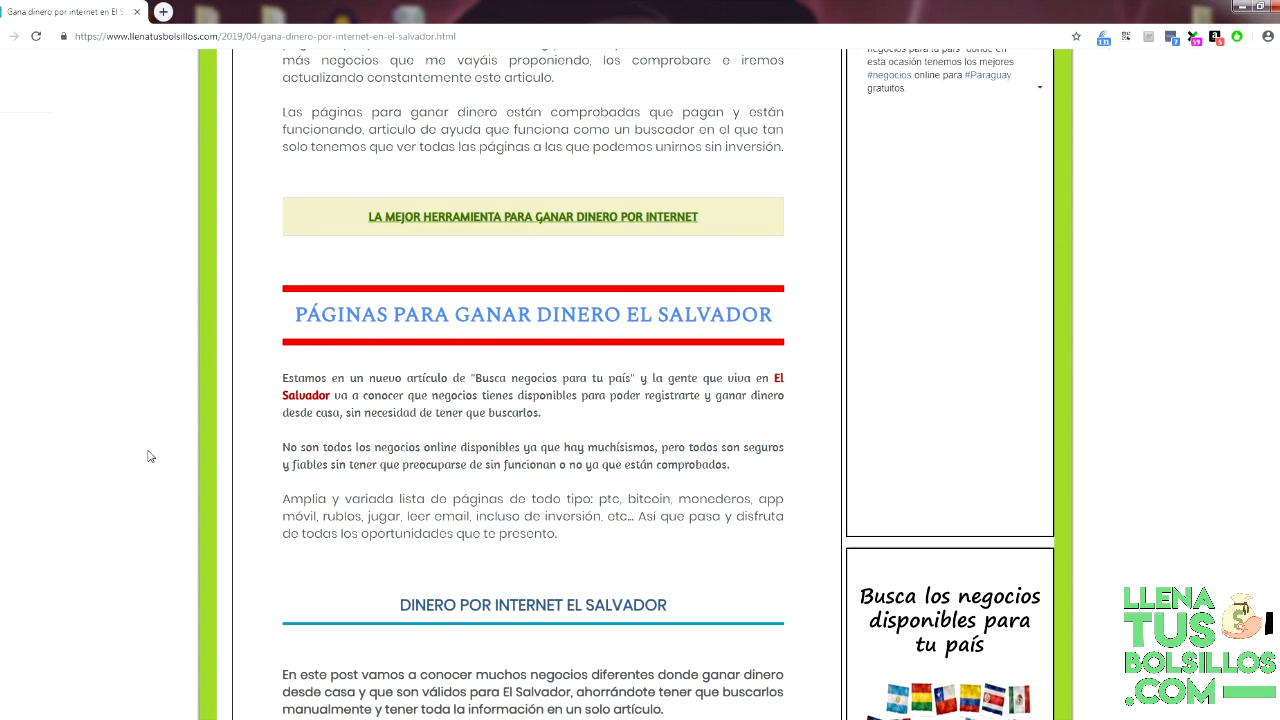 Gana dinero por internet en El S
https://www.llenatusbolsillos.com/2019/04/gana-dinero-por-internet-en-el-salvador.html
más negocios que me vayáis proponiendo, los comprobare e iremos
actualizando constantemente este articulo.
Las páginas para ganar dinero están comprobadas que pagan y están
funcionando, articulo de ayuda que funciona como un buscador en el que tan
solo tenemos que ver todas las páginas a las que podemos unirnos sin inversión.
LA MEJOR HERRAMIENTA PARA GANAR DINERO POR INTERNET
PÁGINAS PARA GANAR DINERO EL SALVADOR
Estamos en un nuevo artículo de "Busca negocios para tu país" y la gente que viva en El
Salvador va a conocer que negocios tienes disponibles para poder registrarte y ganar dinero
desde casa, sin necesidad de tener que buscarlos.
No son todos los negocios online disponibles ya que hay muchísismos, pero todos son seguros
y fiables sin tener que preocuparse de sin funcionan o no ya que están comprobados.
Amplia y variada lista de páginas de todo tipo: ptc, bitcoin, monederos, app
móvil, rublos, jugar, leer email, incluso de inversión, etc... Así que pasa y disfruta
de todas los oportunidades que te presento.
DINERO POR INTERNET EL SALVADOR
En este post vamos a conocer muchos negocios diferentes donde ganar dinero
desde casa y que son válidos para El Salvador, ahorrándote tener que buscarlos
manualmente y tener toda la información en un solo artículo.
negocios para tu país" donde en
esta ocasión tenemos los mejores
#negocios online para #Paraguay
gratuitos.
Busca los negocios
disponibles para
tu país
LLENA
TUS
BOLSILLOS
.COM